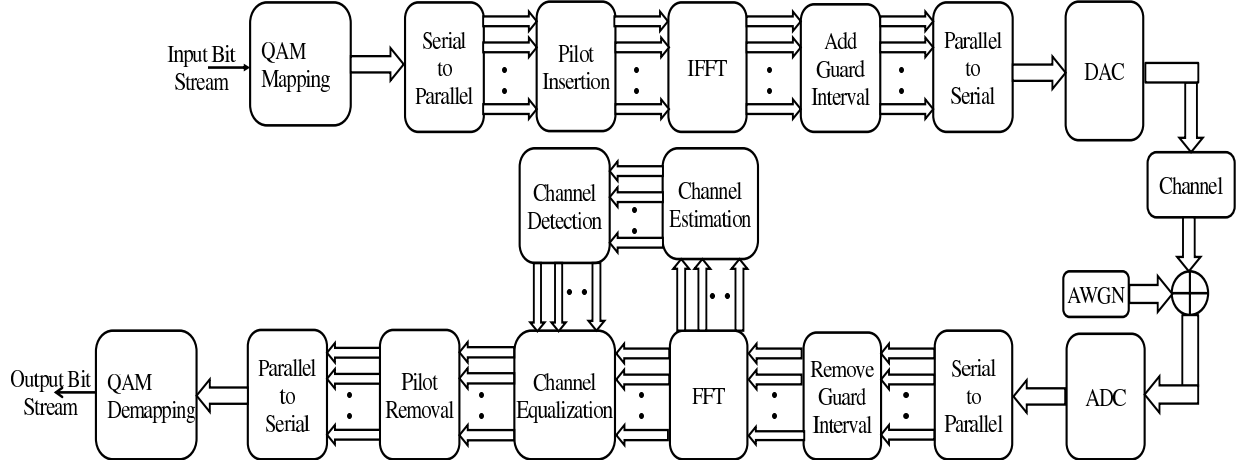 Input Bit
Stream
QAM
Mapping
Serial
to
Parallel
Pilot
Insertion
IFFT
Add
Guard
Interval
Parallel
to
Serial
DAC
Channel
Detection
Channel
Estimation
Channel
AWGN
Output Bit
Stream
QAM
Demapping
Parallel
to
Serial
Pilot
Removal
Channel
Equalization
FFT
Remove
Guard
Interval
Serial
to
Parallel
ADC